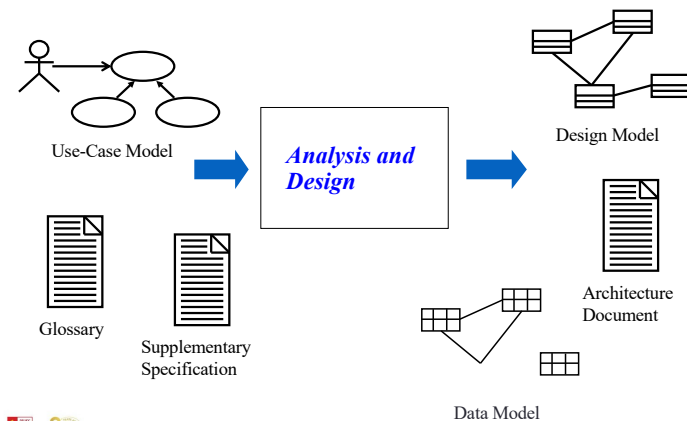 Use-Case Model
Analysis and
Design
Design Model
Glossary
Supplementary
Specification
Architecture
Document
Data Model